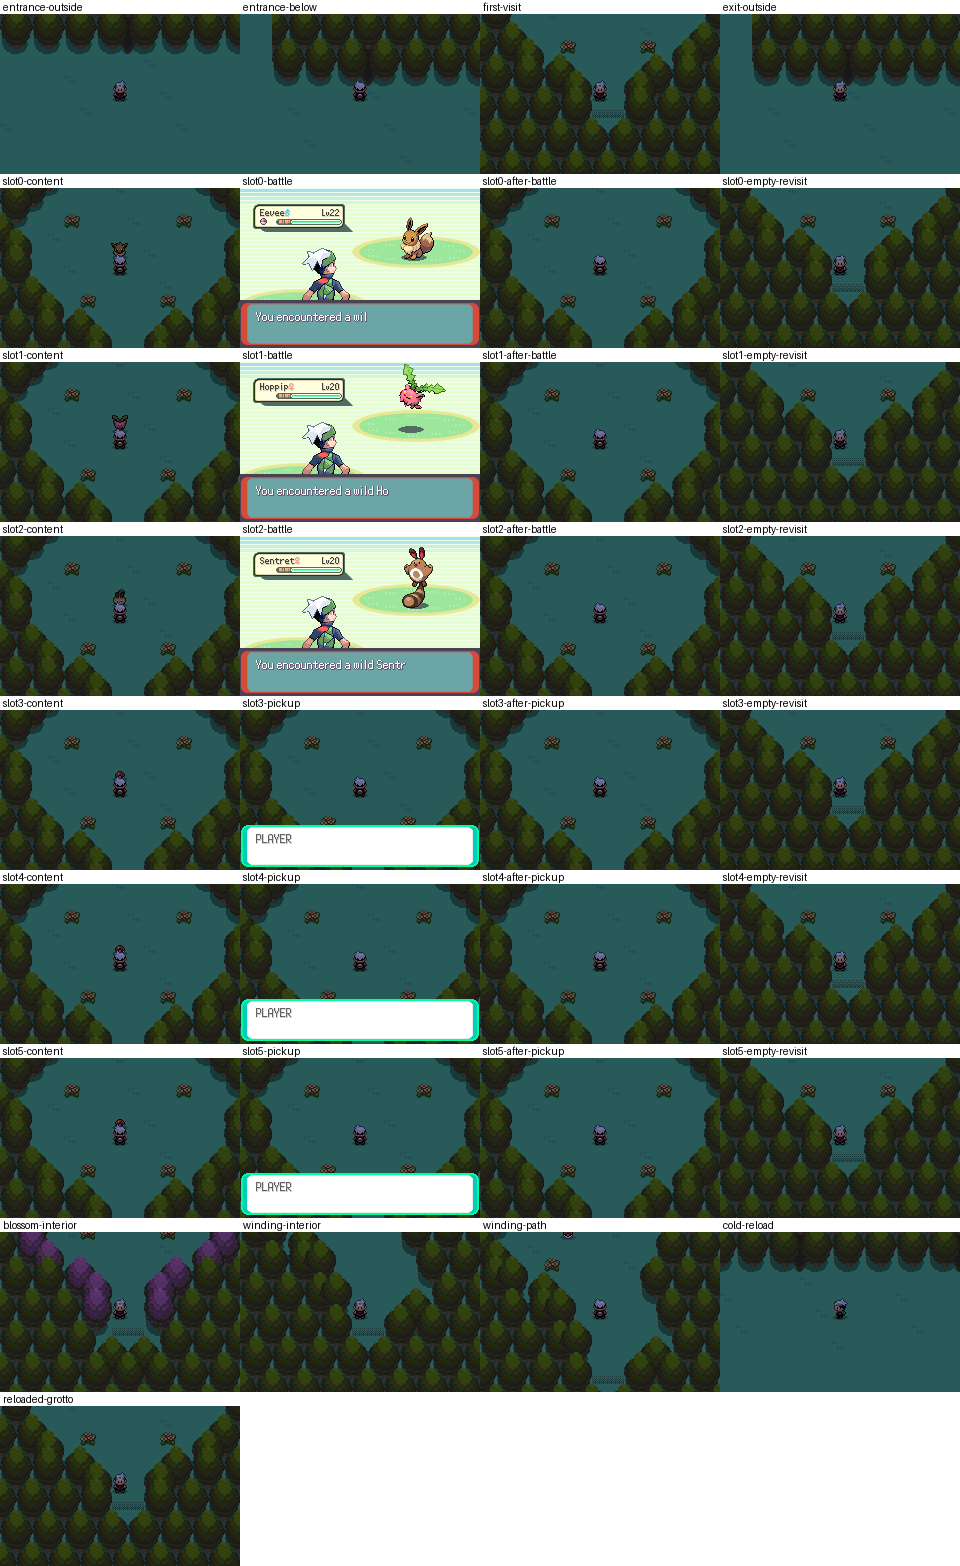 entrance-outside
entrance-below
first-visit
exit-outside
slot0-content
slot0-battle
slot0-after-battle
slot0-empty-revisit
Eevee♂ Lv22
You encountered a wil
slot1-content
slot1-battle
slot1-after-battle
slot1-empty-revisit
Hoppip♀ Lv20
You encountered a wild Ho
slot2-content
slot2-battle
slot2-after-battle
slot2-empty-revisit
Sentret♀ Lv20
You encountered a wild Sentr
slot3-content
slot3-pickup
slot3-after-pickup
slot3-empty-revisit
PLAYER
slot4-content
slot4-pickup
slot4-after-pickup
slot4-empty-revisit
PLAYER
slot5-content
slot5-pickup
slot5-after-pickup
slot5-empty-revisit
PLAYER
blossom-interior
winding-interior
winding-path
cold-reload
reloaded-grotto